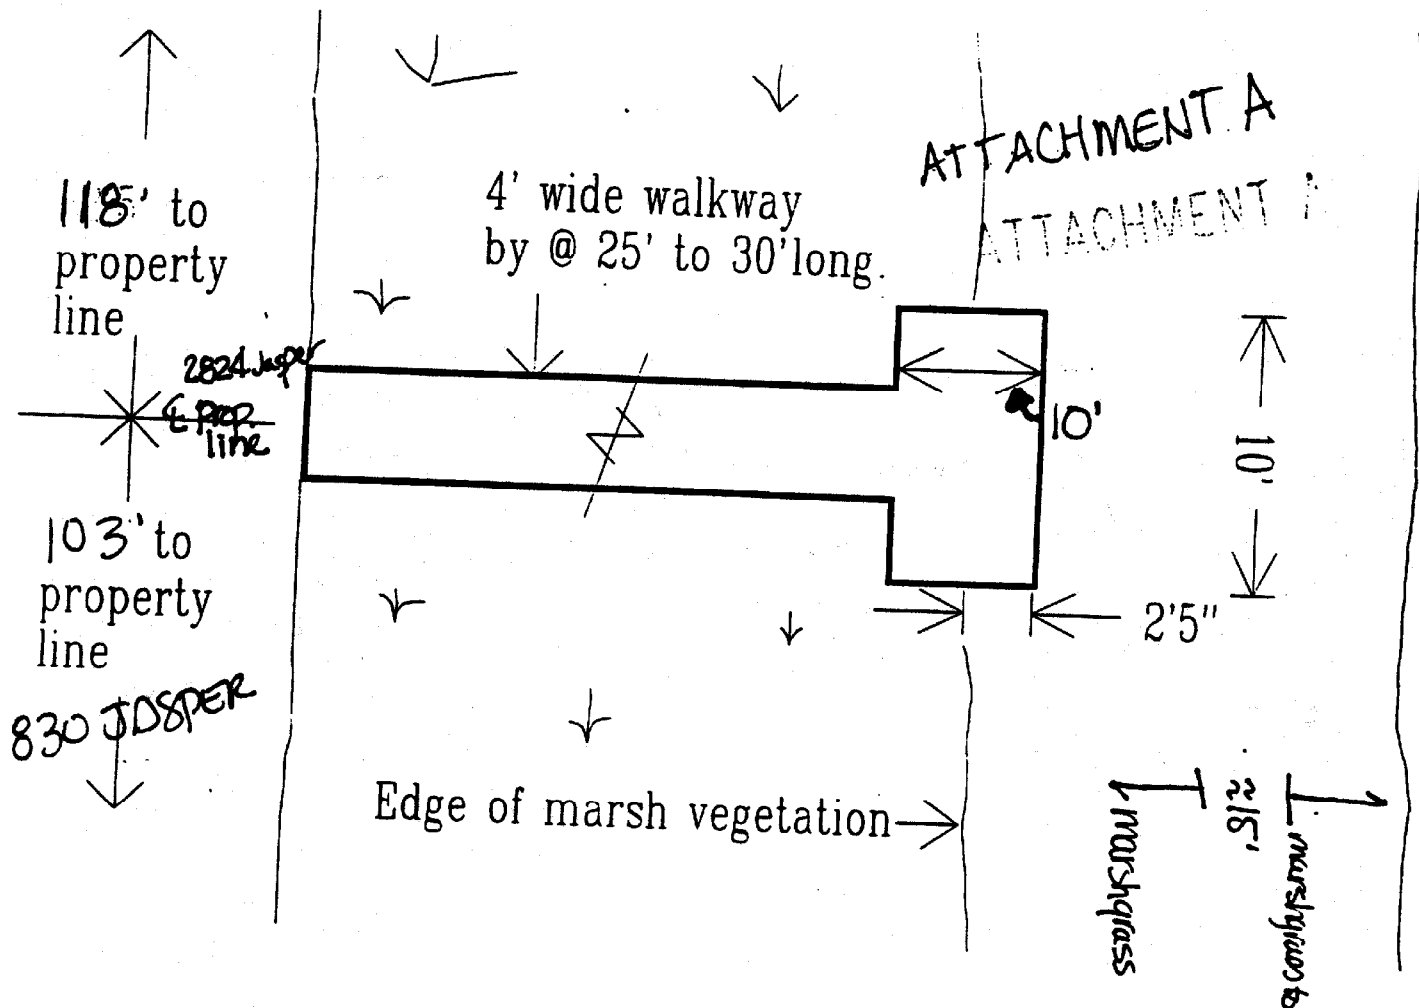 ATTACHMENT A
ATTACHMENT
118' to
property
line
4' wide walkway
by @ 25' to 30'long.
2824 Jasper
℄ prop.
line
10'
10'
103' to
property
line
830 JASPER
2'5"
Edge of marsh vegetation
marshgrass
≈18'